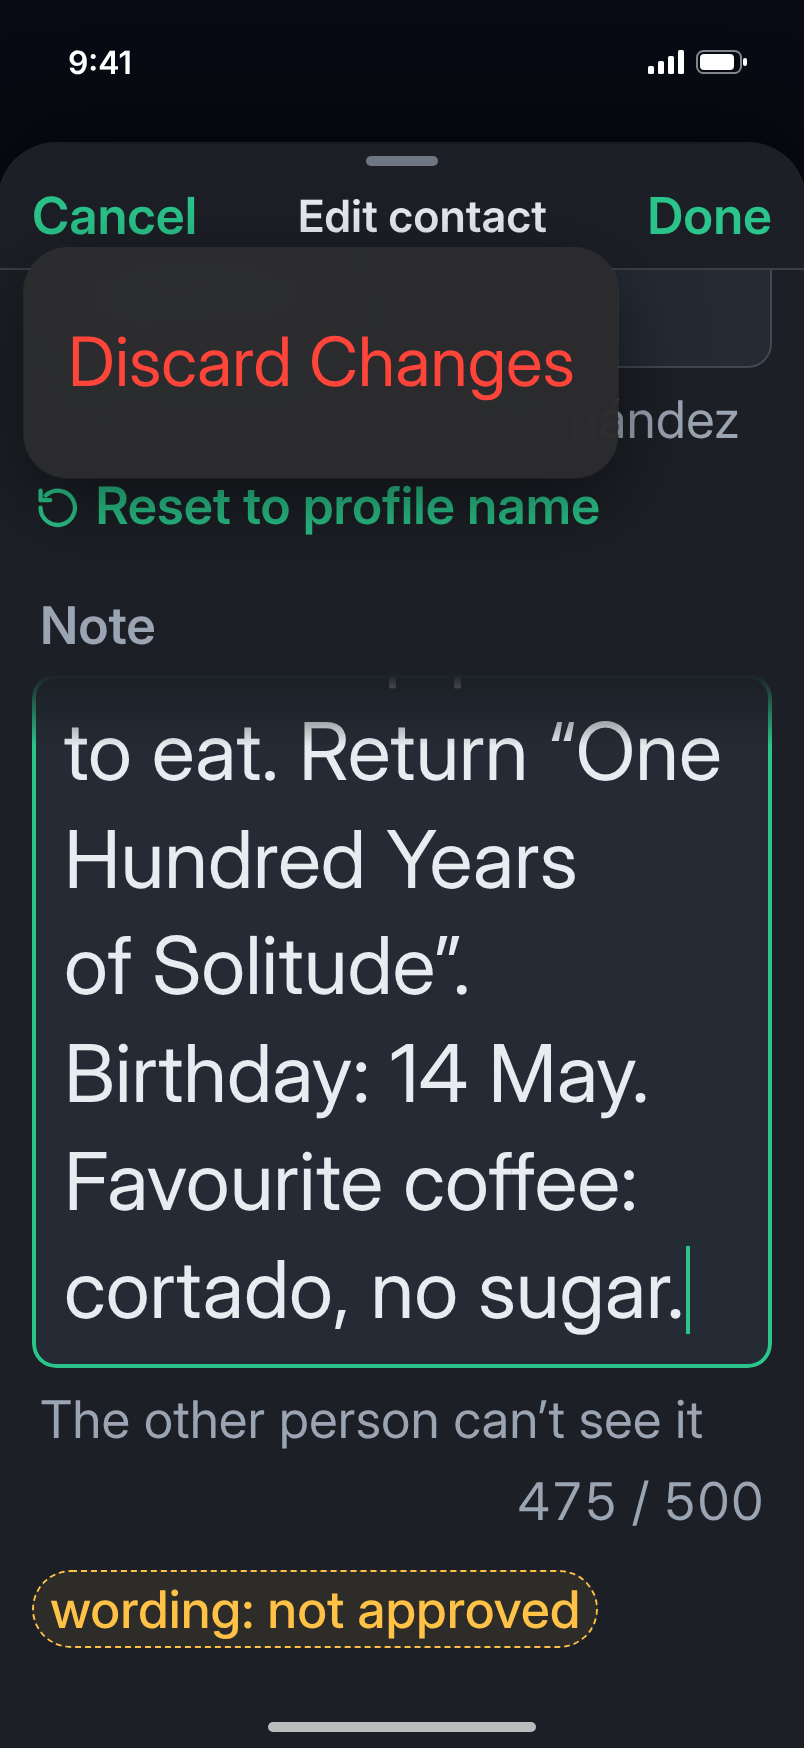 9:41
Cancel
Edit contact
Done
Discard Changes
ández
Reset to profile name
Note
to eat. Return “One
Hundred Years
of Solitude”.
Birthday: 14 May.
Favourite coffee:
cortado, no sugar.
The other person can’t see it
475 / 500
wording: not approved